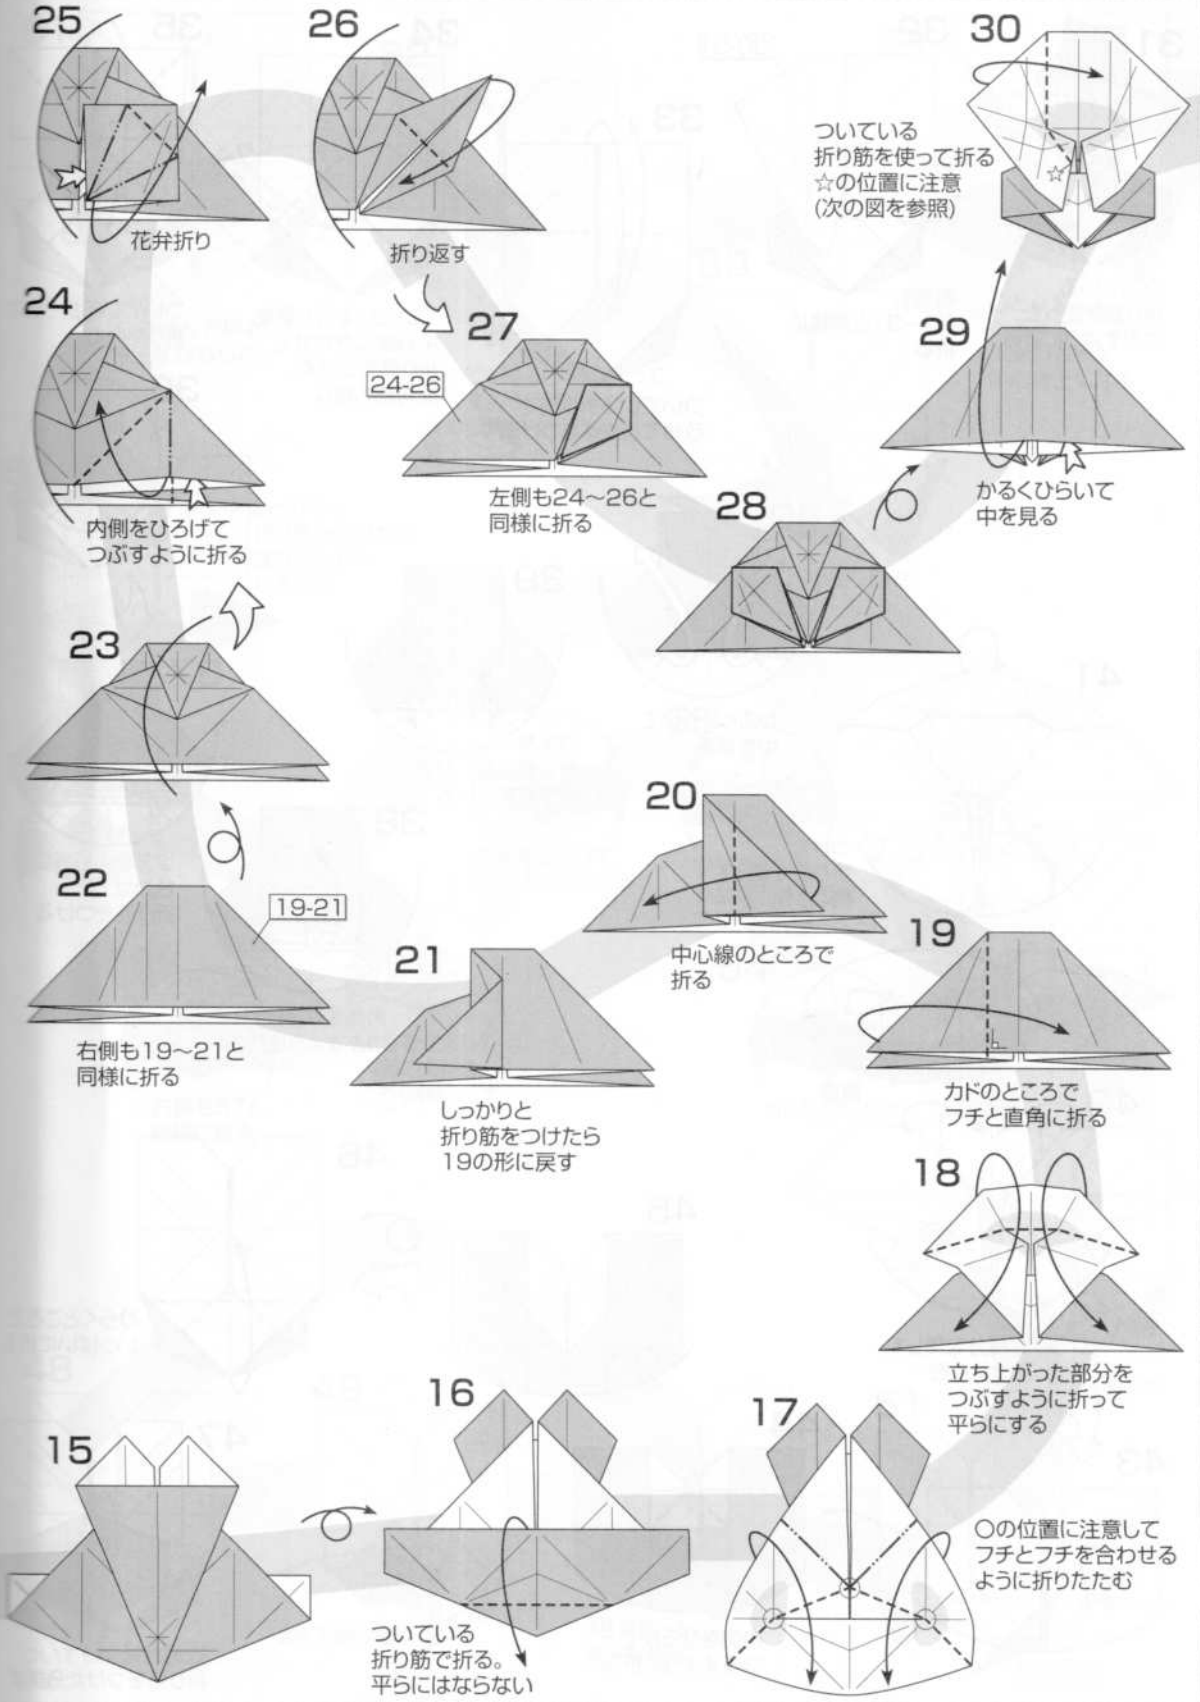 15
16
ついている
折り筋で折る。
平らにはならない
17
○の位置に注意して
フチとフチを合わせる
ように折りたたむ
18
立ち上がった部分を
つぶすように折って
平らにする
19
カドのところで
フチと直角に折る
20
中心線のところで
折る
21
しっかりと
折り筋をつけたら
19の形に戻す
22
19-21
右側も19〜21と
同様に折る
23
24
内側をひろげて
つぶすように折る
25
花弁折り
26
折り返す
27
24-26
左側も24〜26と
同様に折る
28
29
かるくひらいて
中を見る
30
ついている
折り筋を使って折る
☆の位置に注意
(次の図を参照)
☆